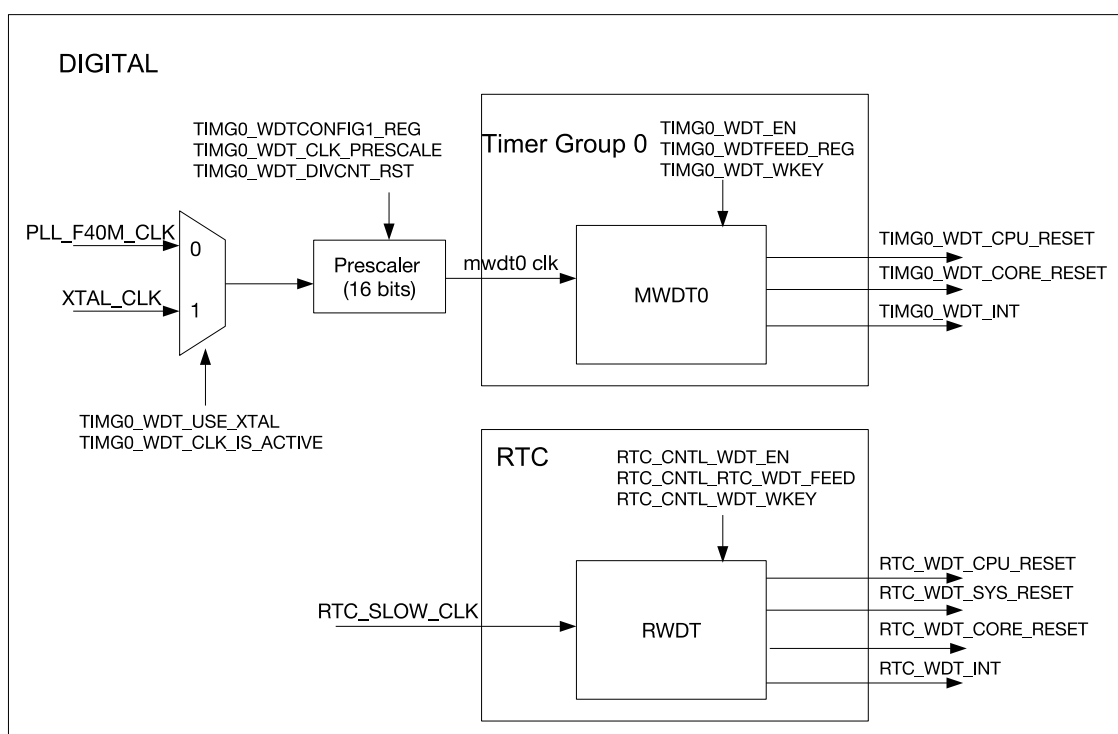 DIGITAL
TIMG0_WDTCONFIG1_REG
TIMG0_WDT_CLK_PRESCALE
TIMG0_WDT_DIVCNT_RST
Timer Group 0
TIMG0_WDT_EN
TIMG0_WDTFEED_REG
TIMG0_WDT_WKEY
PLL_F40M_CLK
0
XTAL_CLK
1
Prescaler
(16 bits)
mwdt0 clk
MWDT0
TIMG0_WDT_CPU_RESET
TIMG0_WDT_CORE_RESET
TIMG0_WDT_INT
TIMG0_WDT_USE_XTAL
TIMG0_WDT_CLK_IS_ACTIVE
RTC
RTC_CNTL_WDT_EN
RTC_CNTL_RTC_WDT_FEED
RTC_CNTL_WDT_WKEY
RTC_SLOW_CLK
RWDT
RTC_WDT_CPU_RESET
RTC_WDT_SYS_RESET
RTC_WDT_CORE_RESET
RTC_WDT_INT